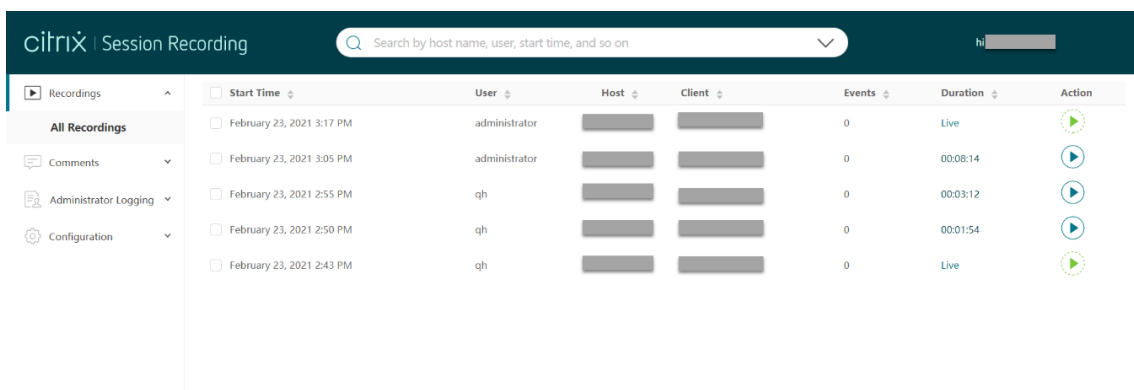 citrix | Session Recording
Search by host name, user, start time, and so on
hi
Recordings
All Recordings
Comments
Administrator Logging
Configuration
Start Time User Host Client Events Duration Action
February 23, 2021 3:17 PM administrator 0 Live
February 23, 2021 3:05 PM administrator 0 00:08:14
February 23, 2021 2:55 PM qh 0 00:03:12
February 23, 2021 2:50 PM qh 0 00:01:54
February 23, 2021 2:43 PM qh 0 Live